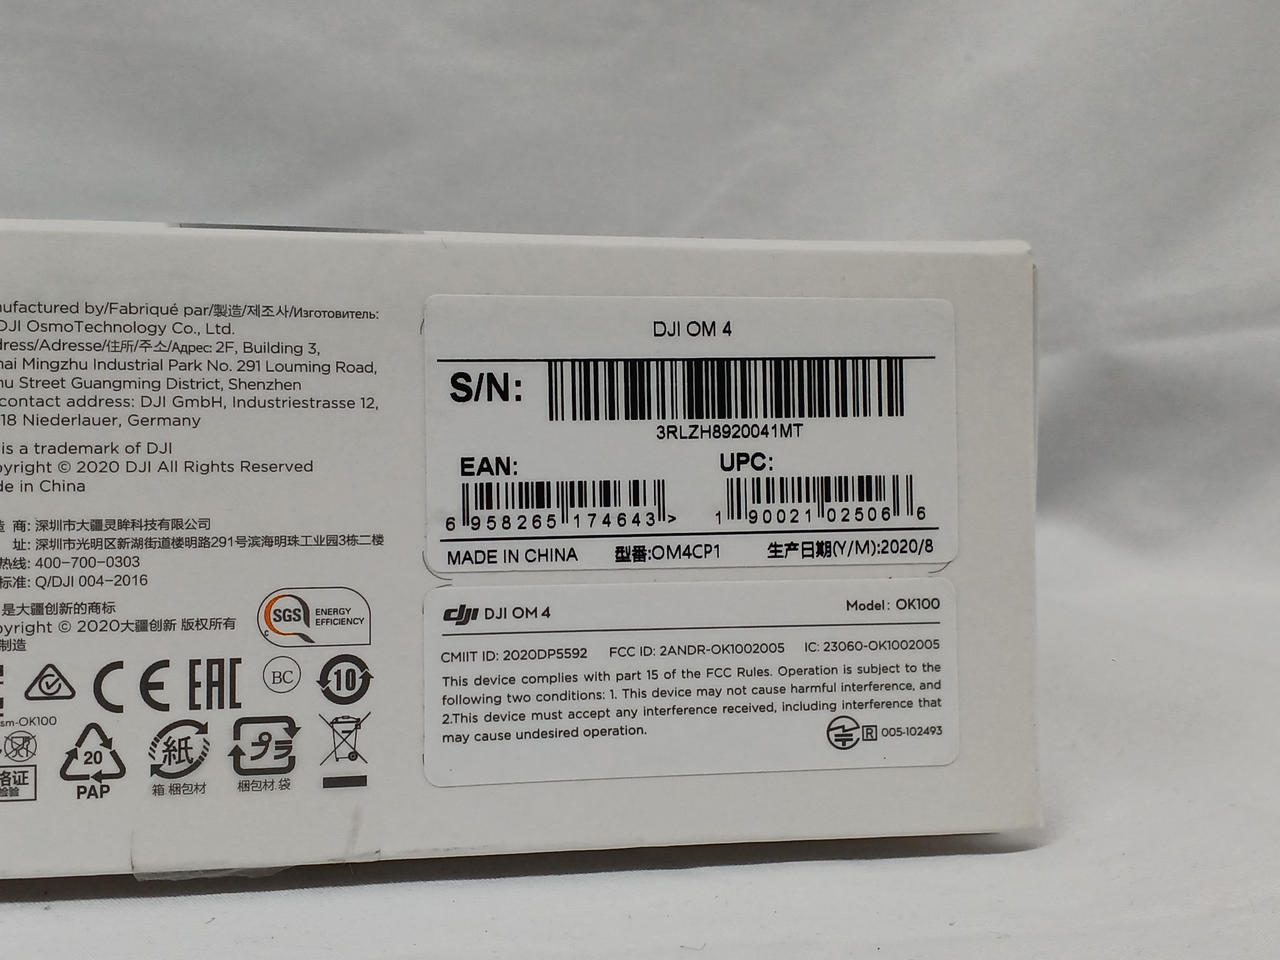 nufactured by/Fabriqué par/製造/제조사/Изготовитель:
DJI OsmoTechnology Co., Ltd.
dress/Adresse/住所/주소/Адрес: 2F, Building 3,
hai Mingzhu Industrial Park No. 291 Louming Road,
hu Street Guangming District, Shenzhen
contact address: DJI GmbH, Industriestrasse 12,
18 Niederlauer, Germany
is a trademark of DJI
pyright © 2020 DJI All Rights Reserved
de in China
造 商: 深圳市大疆灵眸科技有限公司
址: 深圳市光明区新湖街道楼明路291号滨海明珠工业园3栋二楼
热线: 400-700-0303
标准: Q/DJI 004-2016
是大疆创新的商标
pyright © 2020大疆创新 版权所有
制造
SGS ENERGY EFFICIENCY
CE EAC BC 10
sm-OK100
20 紙 プラ
PAP 箱.梱包材 梱包材.袋
格证
检验
DJI OM 4
S/N:
3RLZH8920041MT
EAN: UPC:
6 958265 174643 > 1 90021 02506 6
MADE IN CHINA 型番:OM4CP1 生产日期(Y/M):2020/8
dji DJI OM 4 Model: OK100
CMIIT ID: 2020DP5592 FCC ID: 2ANDR-OK1002005 IC: 23060-OK1002005
This device complies with part 15 of the FCC Rules. Operation is subject to the
following two conditions: 1. This device may not cause harmful interference, and
2.This device must accept any interference received, including interference that
may cause undesired operation.
R 005-102493